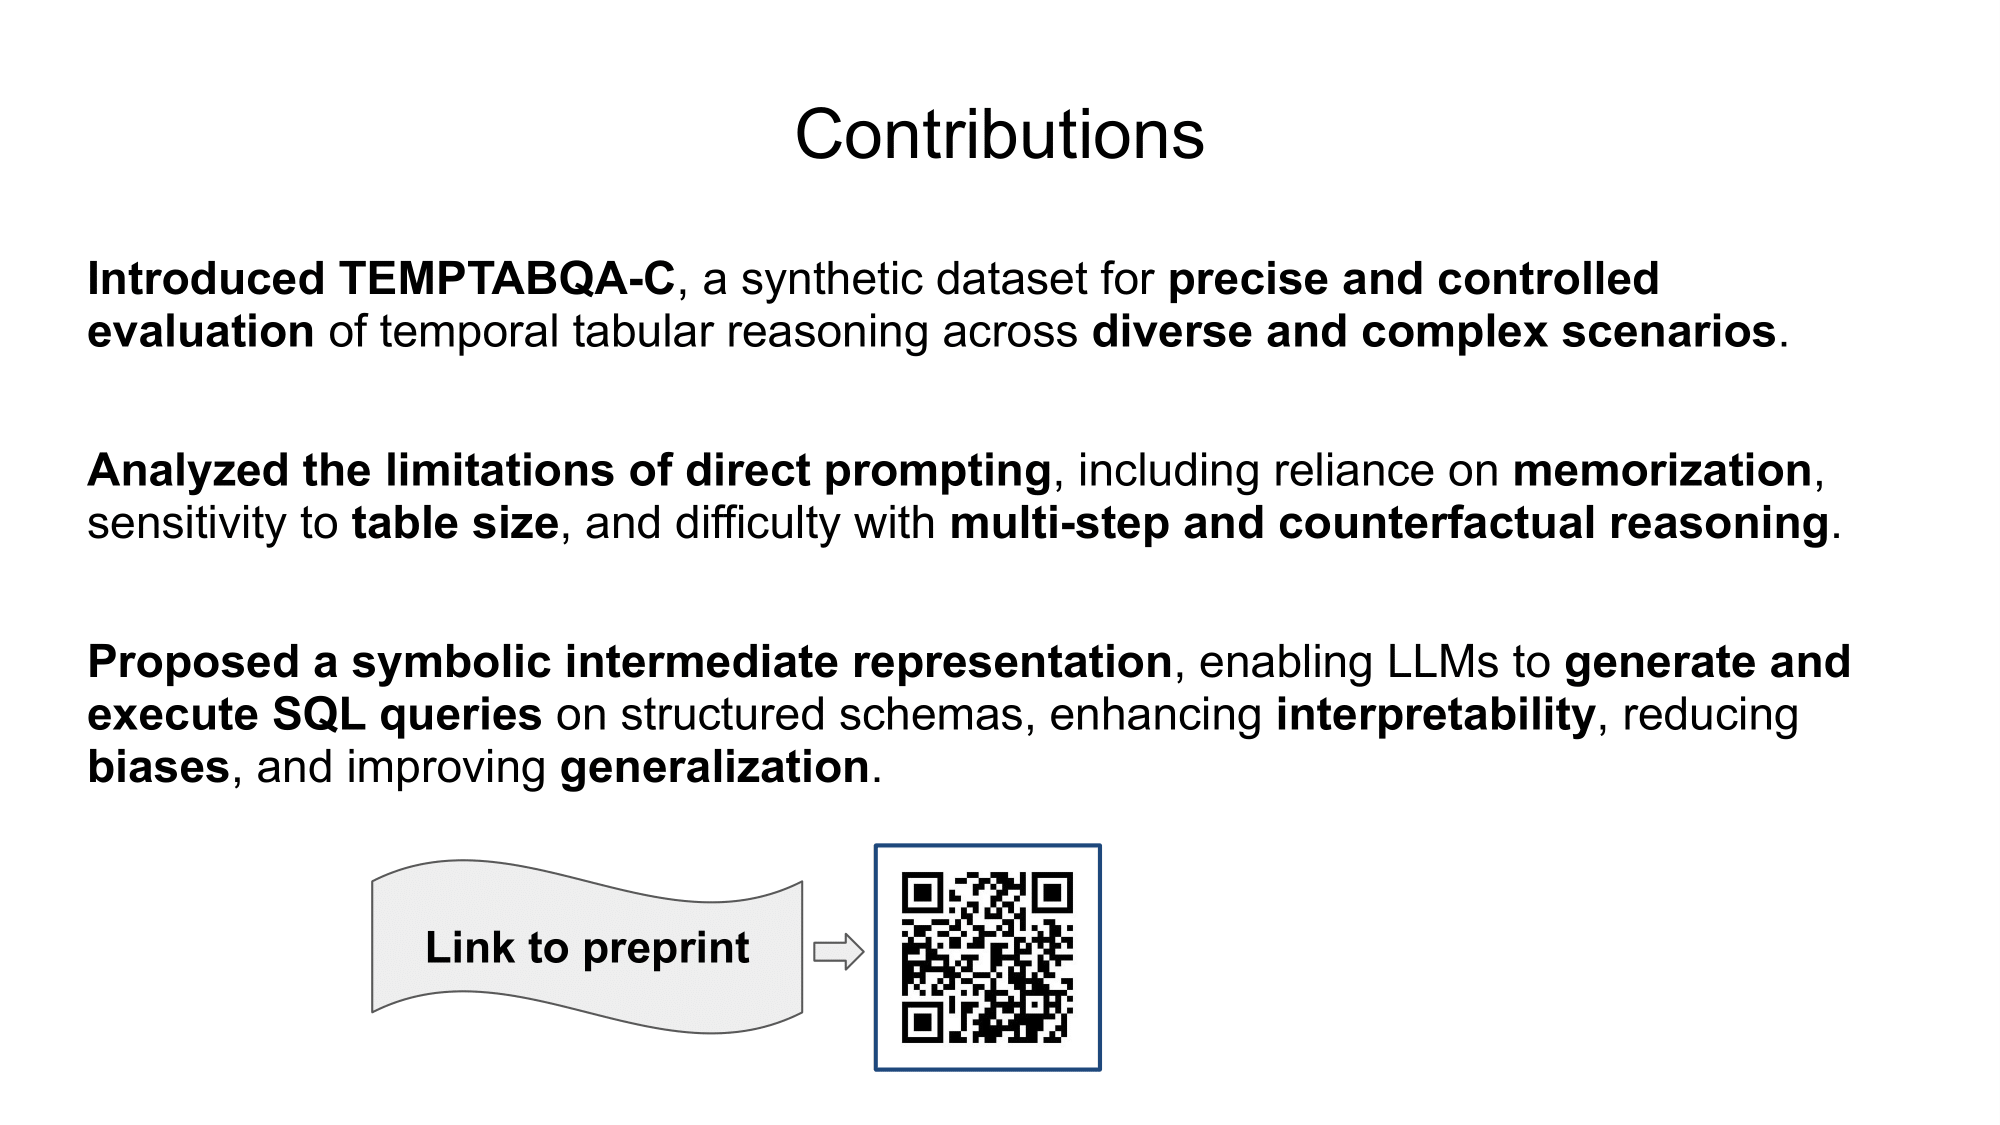 Contributions
Introduced TEMPTABQA-C, a synthetic dataset for precise and controlled
evaluation of temporal tabular reasoning across diverse and complex scenarios.
Analyzed the limitations of direct prompting, including reliance on memorization,
sensitivity to table size, and difficulty with multi-step and counterfactual reasoning.
Proposed a symbolic intermediate representation, enabling LLMs to generate and
execute SQL queries on structured schemas, enhancing interpretability, reducing
biases, and improving generalization.
Link to preprint